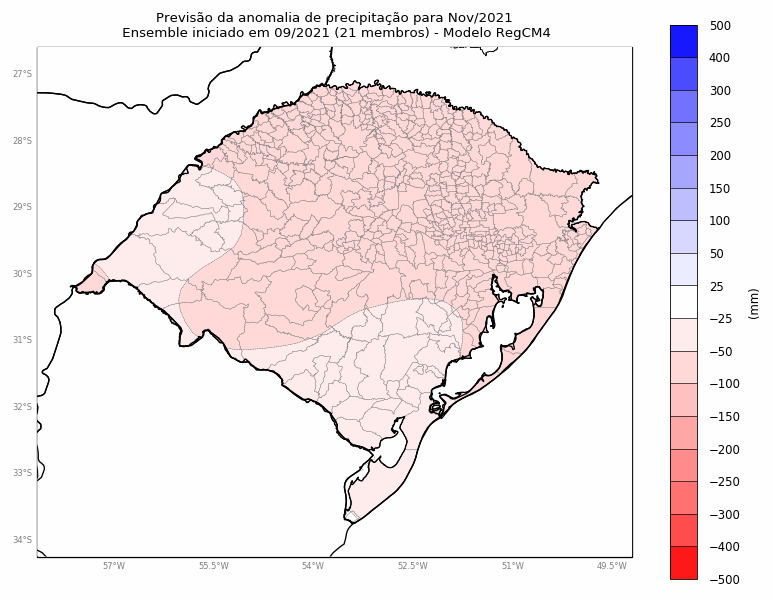 Previsão da anomalia de precipitação para Nov/2021
Ensemble iniciado em 09/2021 (21 membros) - Modelo RegCM4
27°S
28°S
29°S
30°S
31°S
32°S
33°S
34°S
57°W
55.5°W
54°W
52.5°W
51°W
49.5°W
500
400
300
250
200
150
100
50
25
−25
−50
−100
−150
−200
−250
−300
−400
−500
(mm)